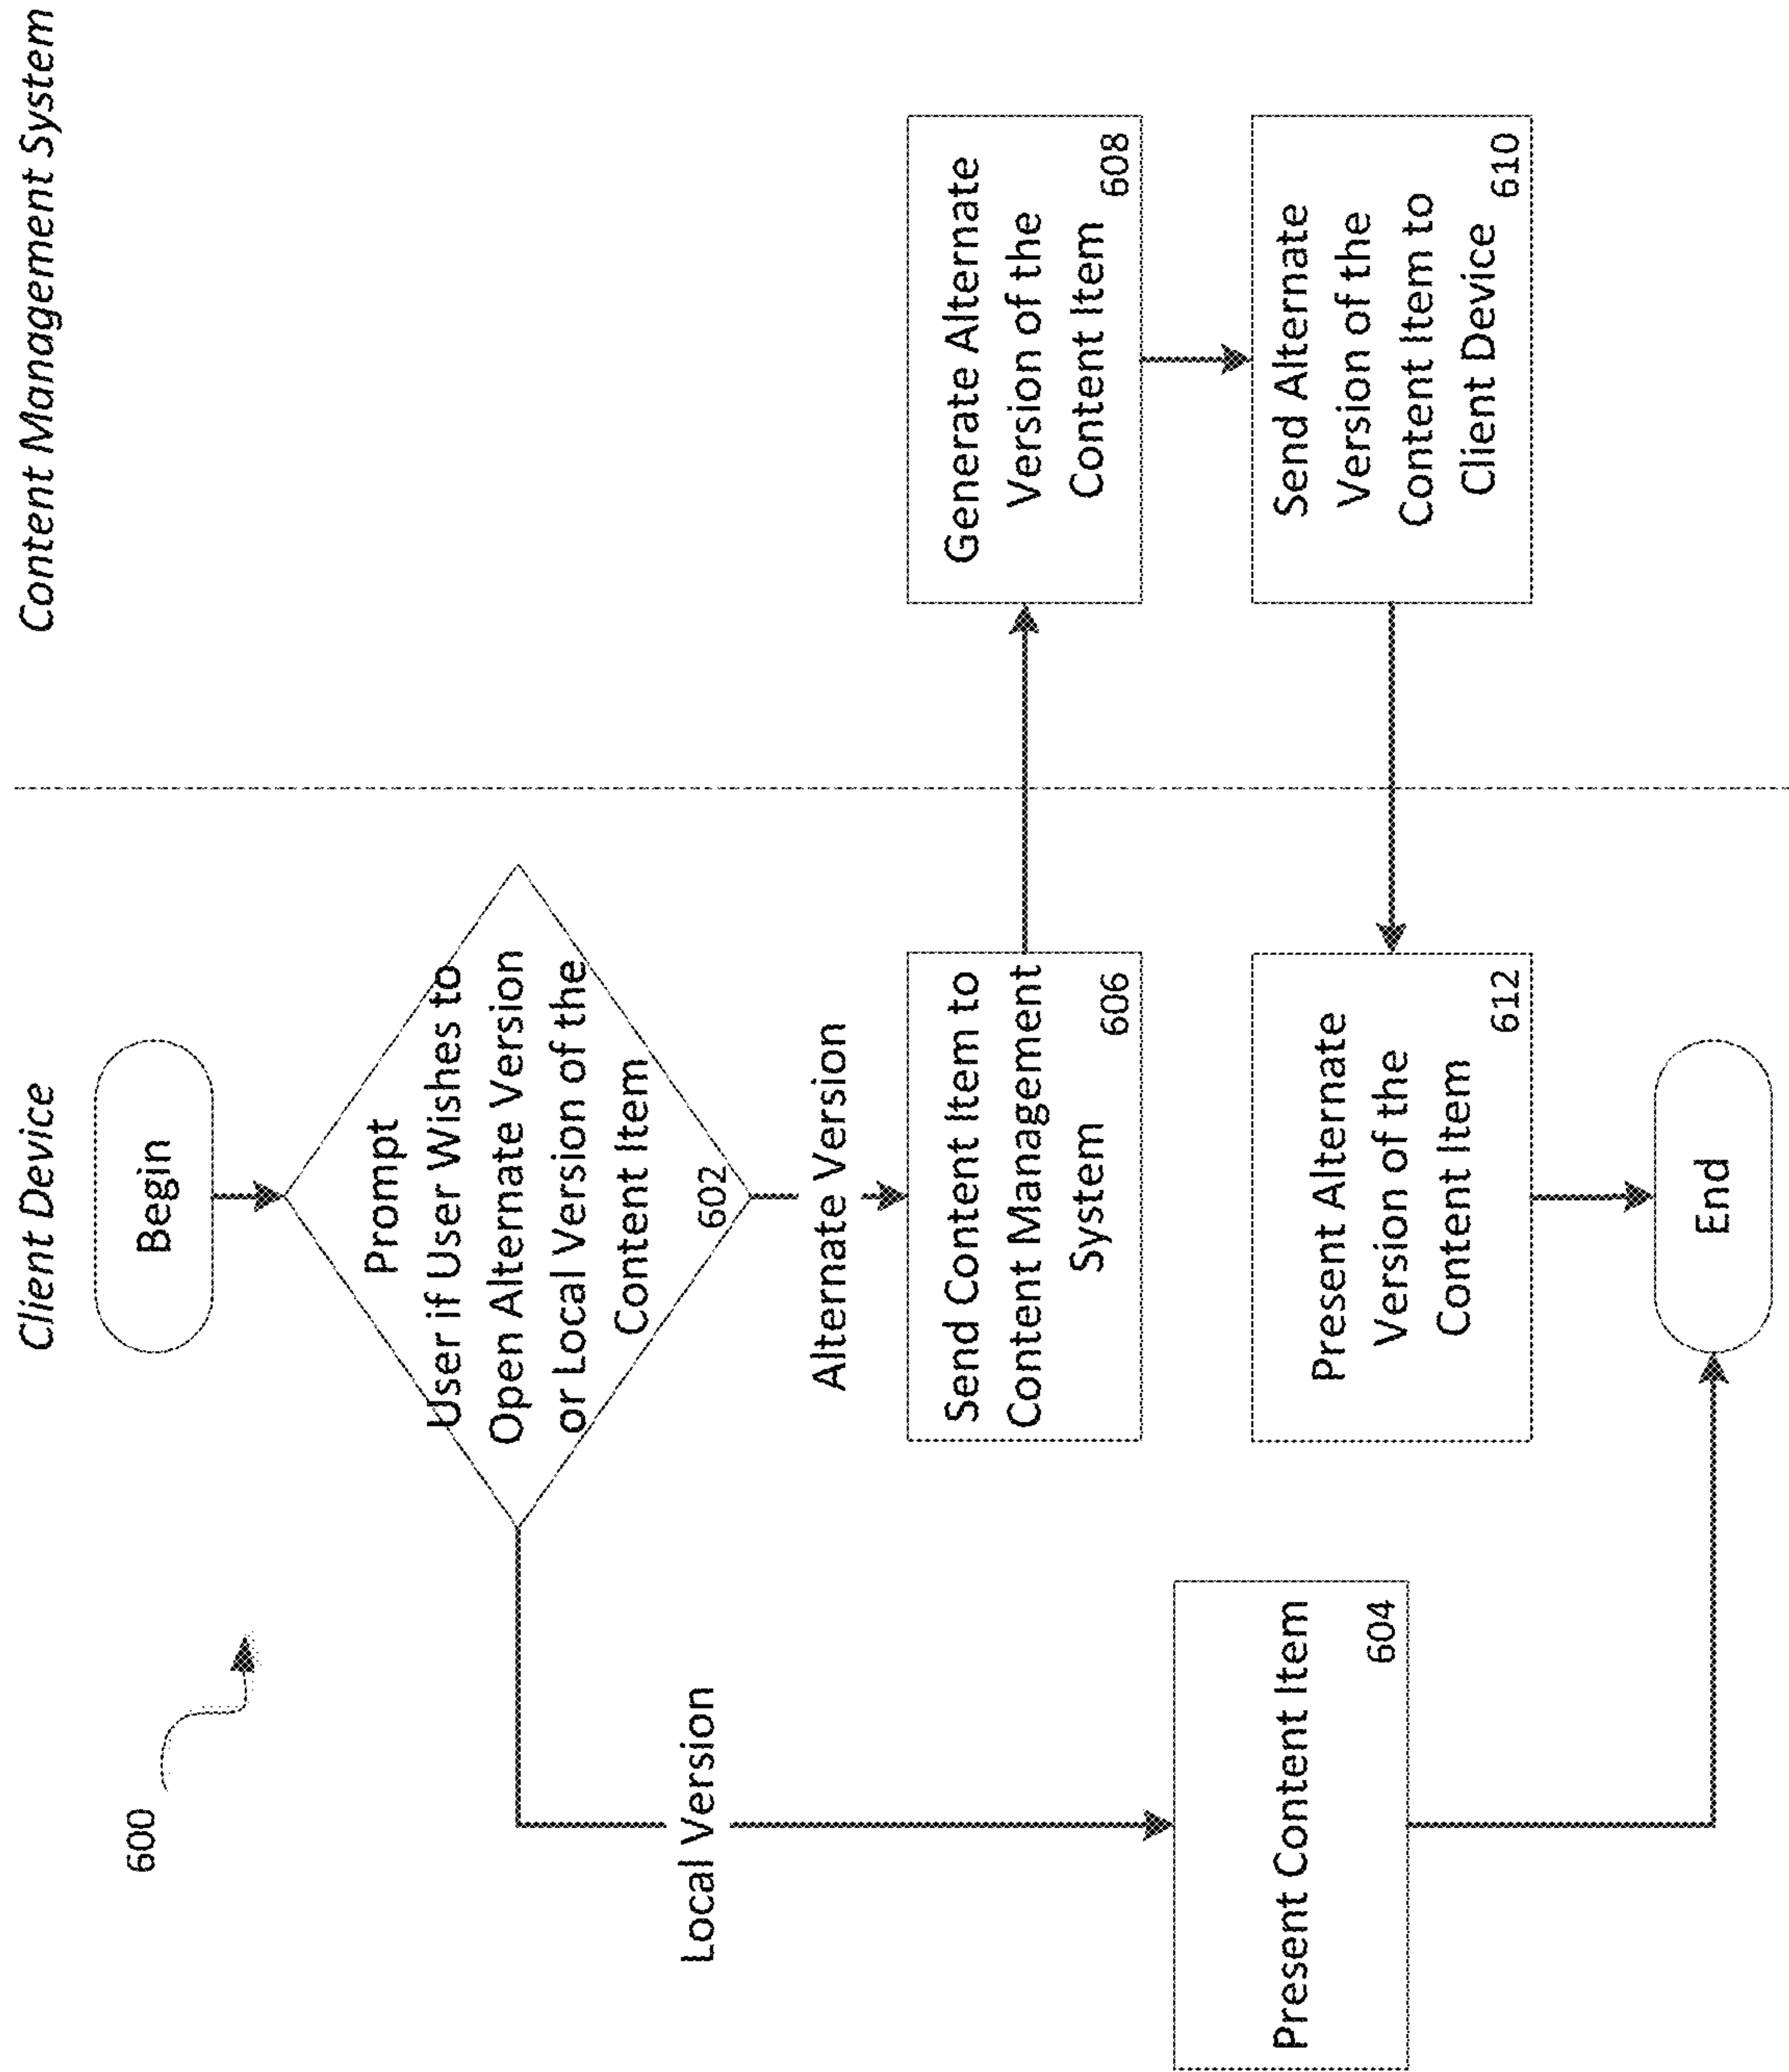 Client Device
Content Management System
600
Begin
Prompt
User if User Wishes to
Open Alternate Version
or Local Version of the
Content Item
602
Local Version
Alternate Version
Send Content Item to
Content Management
System
606
Generate Alternate
Version of the
Content Item
608
Present Content Item
604
Present Alternate
Version of the
Content Item
612
Send Alternate
Version of the
Content Item to
Client Device
610
End